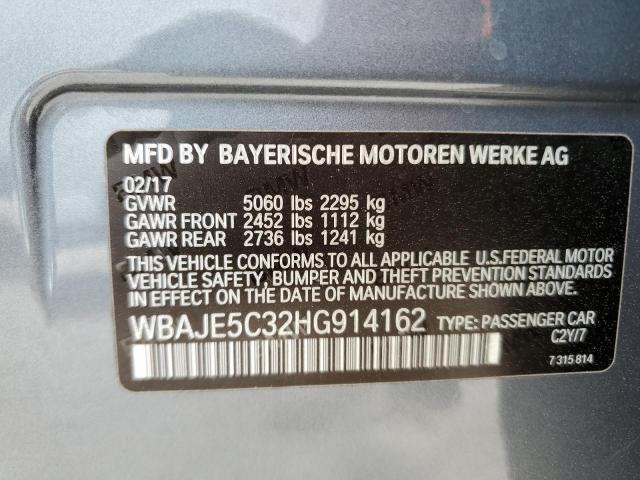 MFD BY BAYERISCHE MOTOREN WERKE AG
02/17
GVWR 5060 lbs 2295 kg
GAWR FRONT 2452 lbs 1112 kg
GAWR REAR 2736 lbs 1241 kg
THIS VEHICLE CONFORMS TO ALL APPLICABLE U.S.FEDERAL MOTOR
VEHICLE SAFETY, BUMPER AND THEFT PREVENTION STANDARDS
IN EFFECT ON THE DATE OF MANUFACTURE SHOWN ABOVE.
WBAJE5C32HG914162 TYPE: PASSENGER CAR
C2Y/7
7 315 814